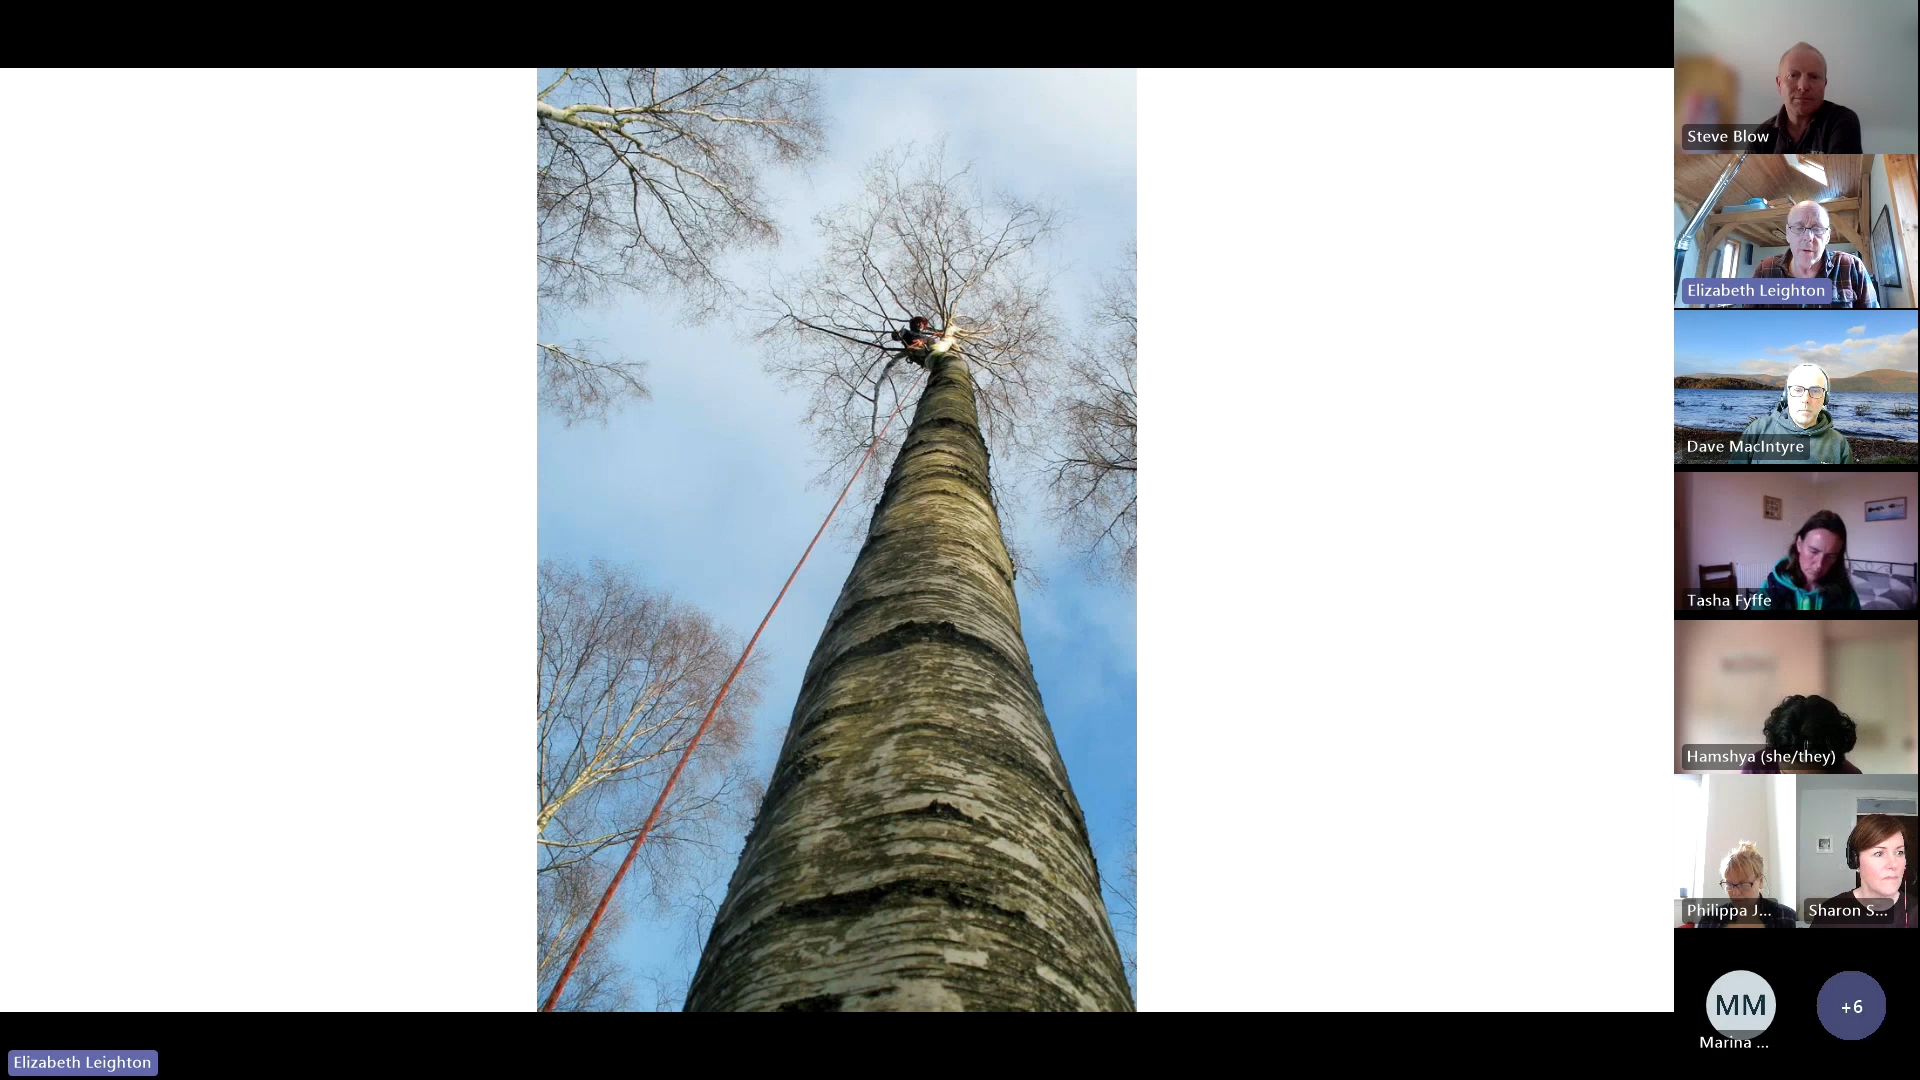 Steve Blow
Elizabeth Leighton
Dave MacIntyre
Tasha Fyffe
Hamshya (she/they)
Philippa J...
Sharon S...
MM
+6
Marina ...
Elizabeth Leighton